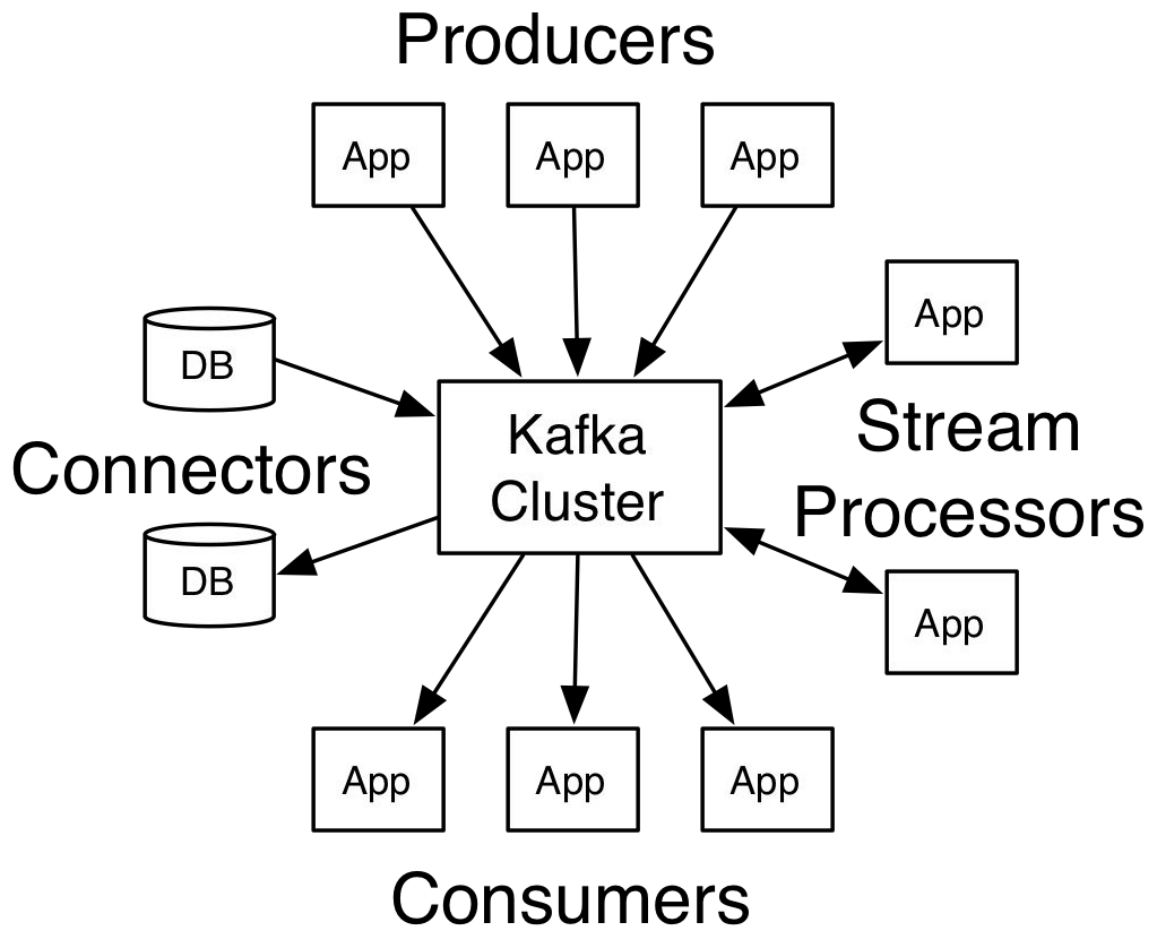 Producers
App
App
App
App
DB
Kafka
Cluster
Stream
Processors
Connectors
DB
App
App
App
App
Consumers